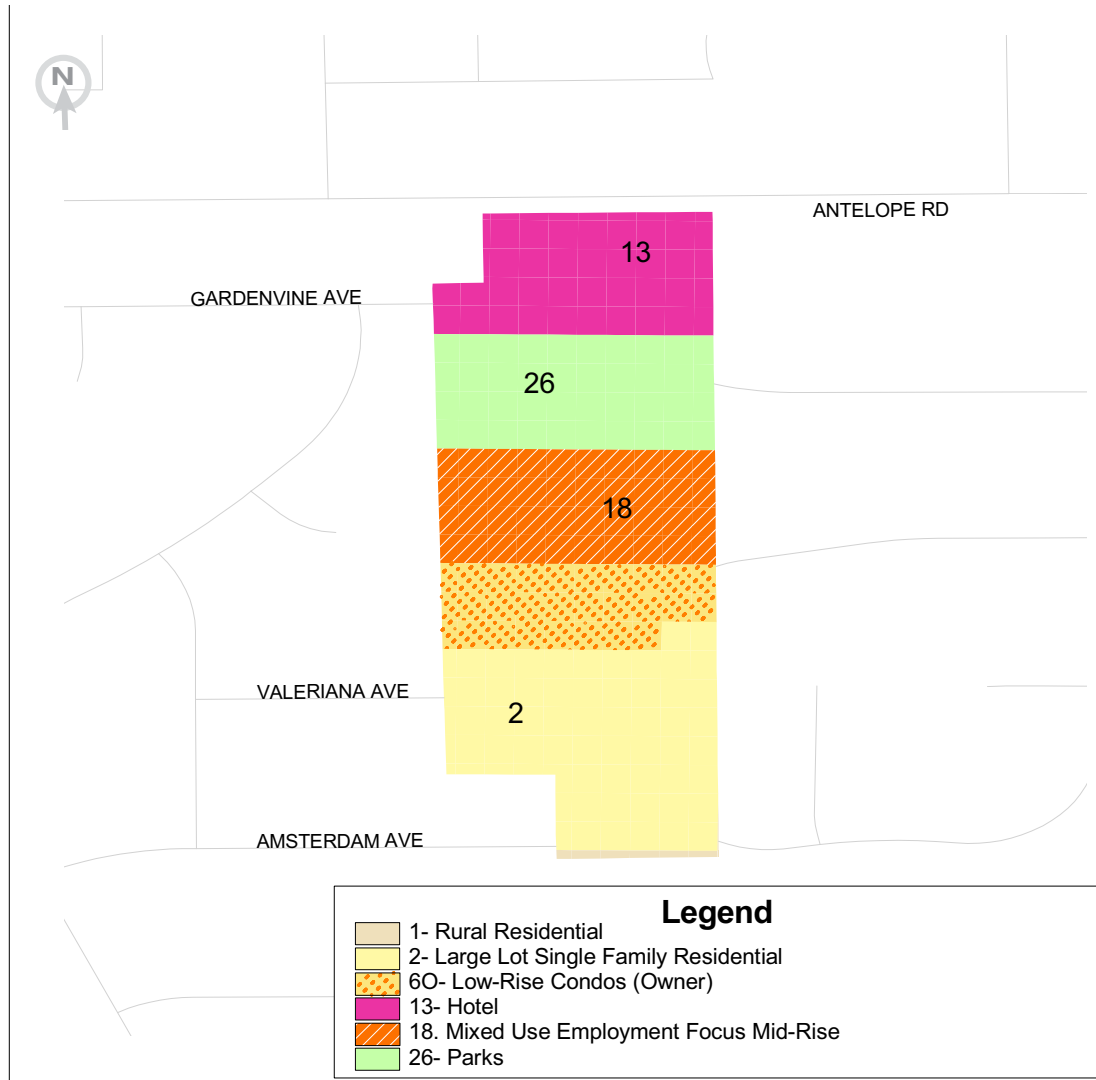 N
ANTELOPE RD
13
GARDENVINE AVE
26
18
VALERIANA AVE
2
AMSTERDAM AVE
Legend
1- Rural Residential
2- Large Lot Single Family Residential
6O- Low-Rise Condos (Owner)
13- Hotel
18. Mixed Use Employment Focus Mid-Rise
26- Parks